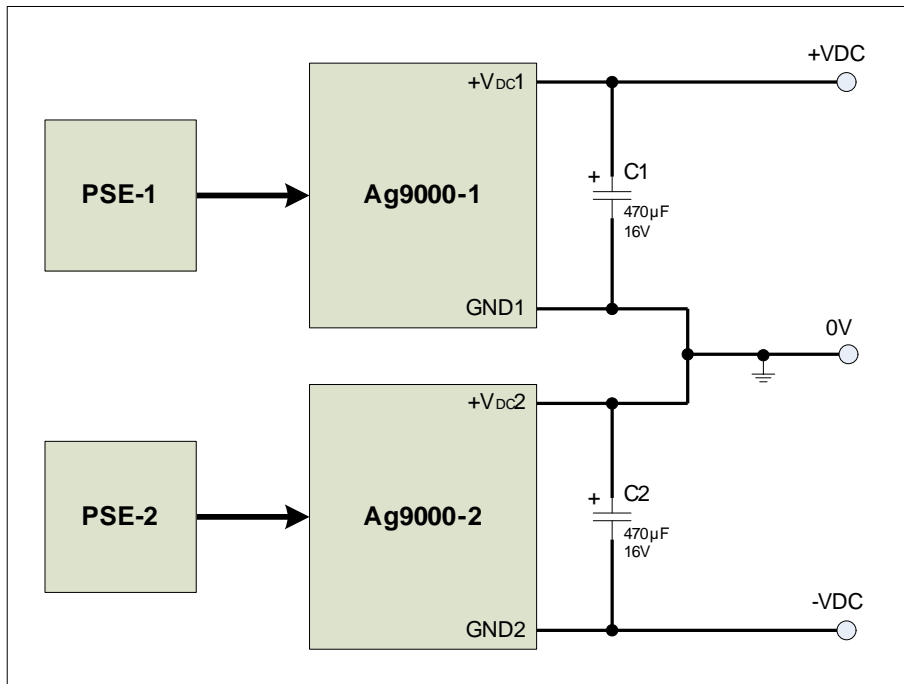 +VDC
+VDC1
PSE-1
Ag9000-1
+ C1
470µF
16V
GND1
0V
+VDC2
PSE-2
Ag9000-2
+ C2
470µF
16V
GND2
-VDC